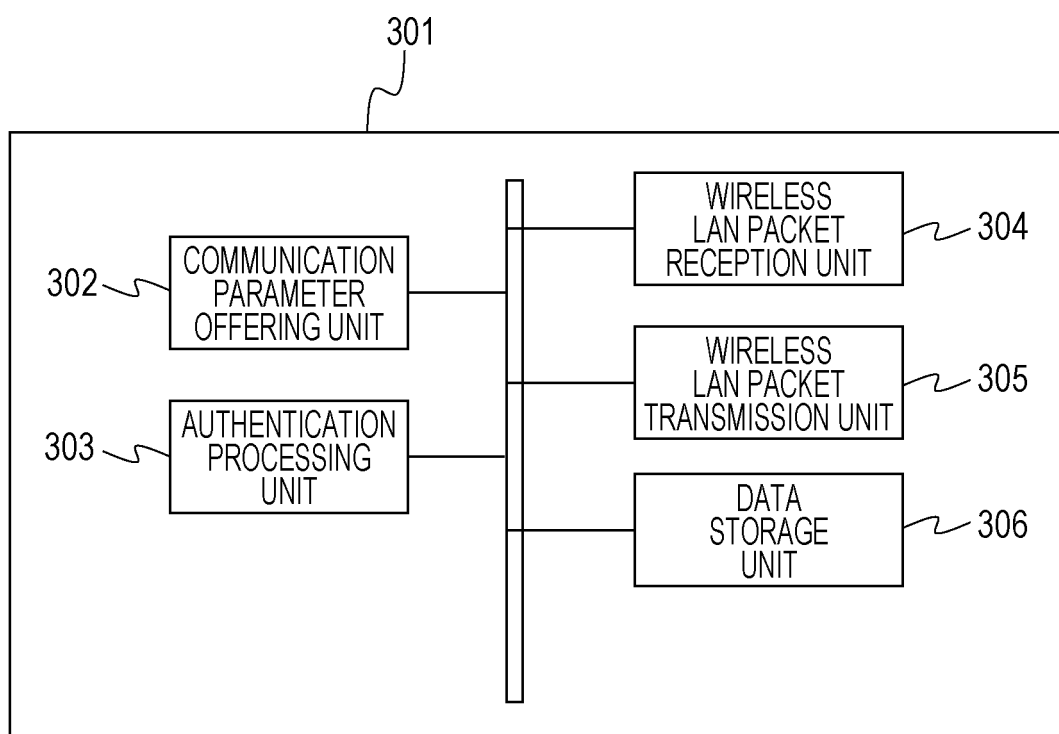 301
302
COMMUNICATION
PARAMETER
OFFERING UNIT
303
AUTHENTICATION
PROCESSING
UNIT
WIRELESS
LAN PACKET
RECEPTION UNIT
304
WIRELESS
LAN PACKET
TRANSMISSION UNIT
305
DATA
STORAGE
UNIT
306